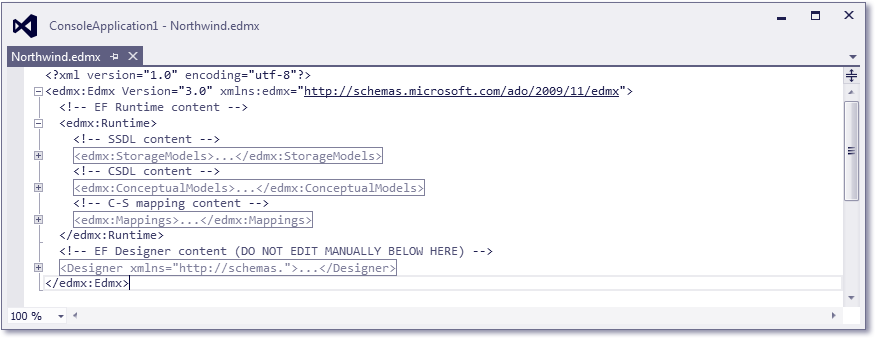 ConsoleApplication1 - Northwind.edmx
Northwind.edmx
<?xml version="1.0" encoding="utf-8"?>
<edmx:Edmx Version="3.0" xmlns:edmx="http://schemas.microsoft.com/ado/2009/11/edmx">
<!-- EF Runtime content -->
<edmx:Runtime>
<!-- SSDL content -->
<edmx:StorageModels>...</edmx:StorageModels>
<!-- CSDL content -->
<edmx:ConceptualModels>...</edmx:ConceptualModels>
<!-- C-S mapping content -->
<edmx:Mappings>...</edmx:Mappings>
</edmx:Runtime>
<!-- EF Designer content (DO NOT EDIT MANUALLY BELOW HERE) -->
<Designer xmlns="http://schemas.">...</Designer>
</edmx:Edmx>
100 %